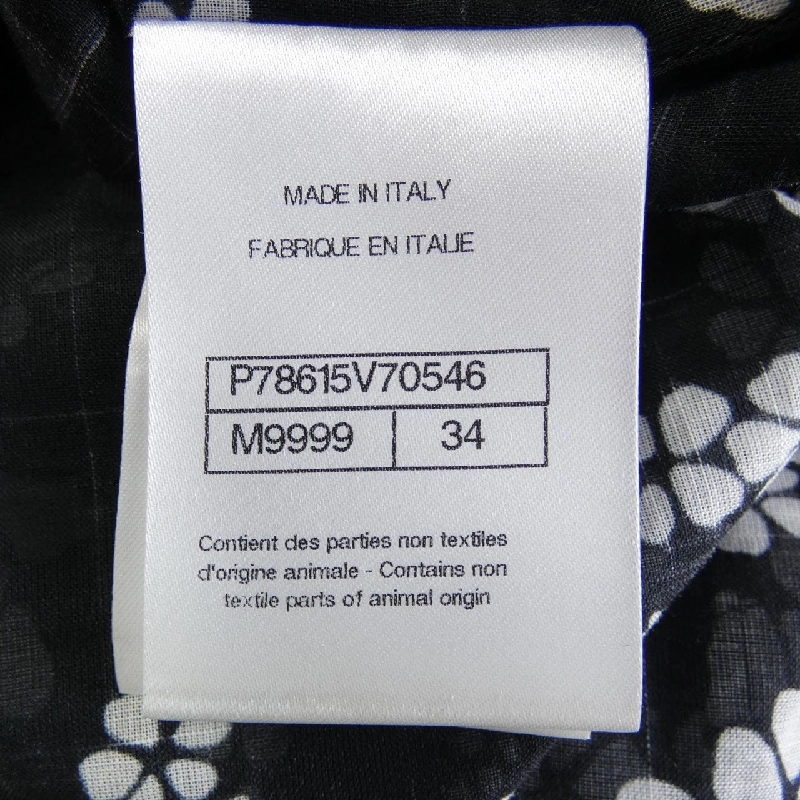 MADE IN ITALY
FABRIQUE EN ITALIE
P78615V70546
M9999 34
Contient des parties non textiles
d'origine animale - Contains non
textile parts of animal origin